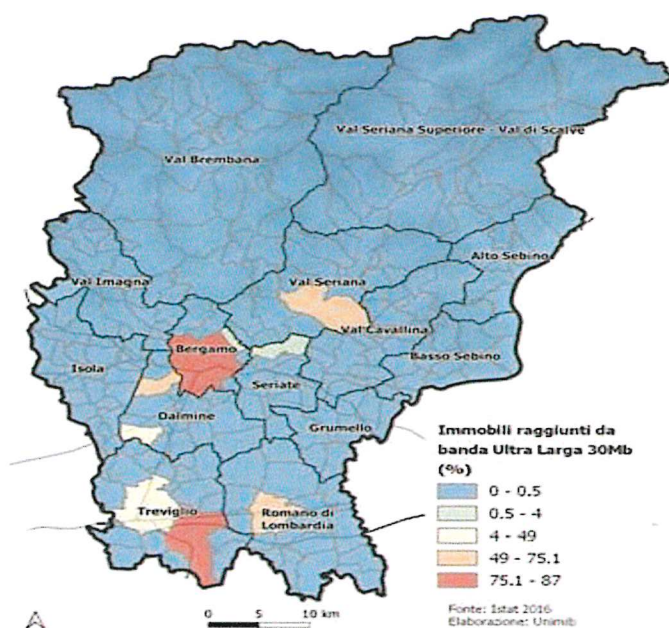 Val Seriana Superiore - Val di Scalve
Val Brembana
Alto Sebino
Val Imagna
Val Seriana
Val Cavallina
Bergamo
Basso Sebino
Isola
Seriate
Dalmine
Grumello
Treviglio
Romano di
Lombardia
Immobili raggiunti da
banda Ultra Larga 30Mb
(%)
0 - 0.5
0.5 - 4
4 - 49
49 - 75.1
75.1 - 87
0 5 10 km
Fonte: Istat 2016
Elaborazione: Unimib